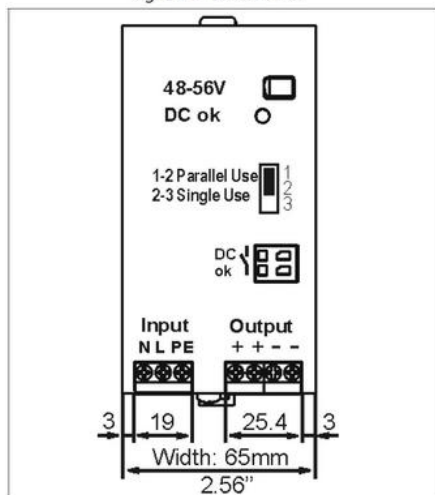 48-56V
DC ok
1-2 Parallel Use
2-3 Single Use
1
2
3
DC
ok
Input
Output
N L PE
+ + - -
3
19
25.4
3
Width: 65mm
2.56"